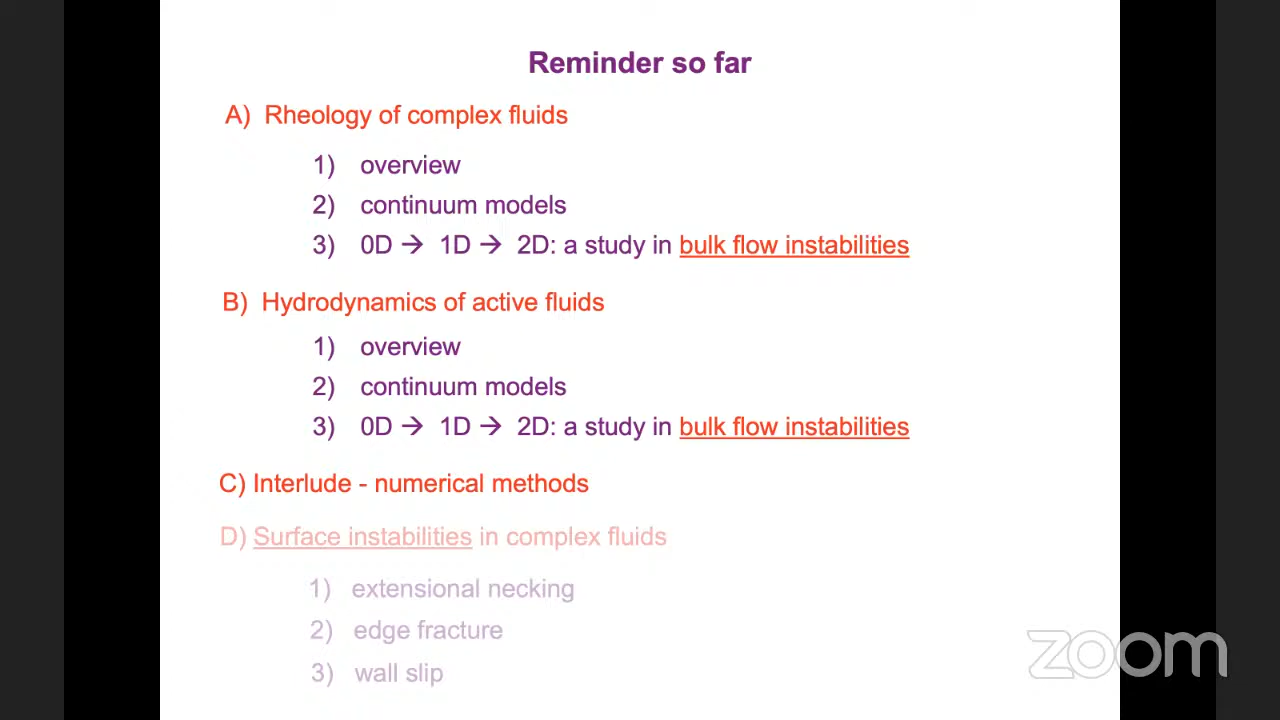 Reminder so far
A) Rheology of complex fluids
1) overview
2) continuum models
3) 0D → 1D → 2D: a study in bulk flow instabilities
B) Hydrodynamics of active fluids
1) overview
2) continuum models
3) 0D → 1D → 2D: a study in bulk flow instabilities
C) Interlude - numerical methods
D) Surface instabilities in complex fluids
1) extensional necking
2) edge fracture
3) wall slip
zoom